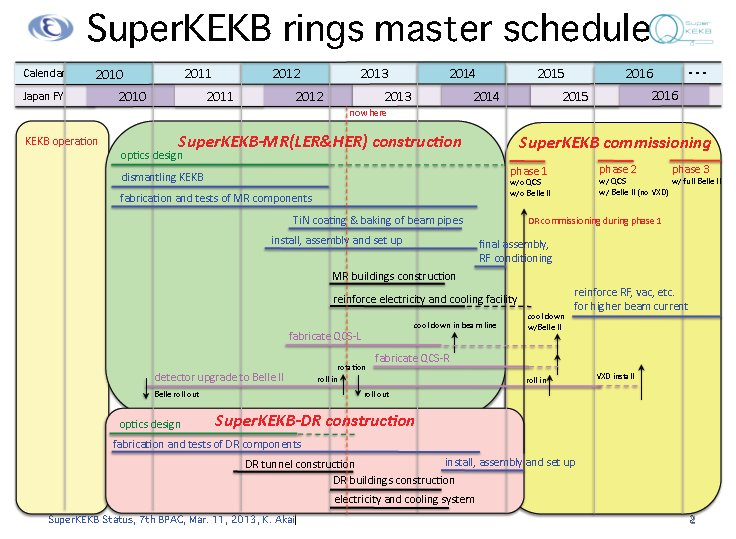 SuperKEKB rings master schedule
Super
KEKB
Calendar 2010 2011 2012 2013 2014 2015 2016 ･･･
Japan FY 2010 2011 2012 2013 2014 2015 2016
now here
KEKB operation
SuperKEKB-MR(LER&HER) construction
SuperKEKB commissioning
optics design
dismantling KEKB
fabrication and tests of MR components
phase 1
w/o QCS
w/o Belle II
phase 2
w/ QCS
w/ Belle II (no VXD)
phase 3
w/ full Belle II
TiN coating & baking of beam pipes
DR commissioning during phase 1
install, assembly and set up
final assembly,
RF conditioning
MR buildings construction
reinforce electricity and cooling facility
reinforce RF, vac, etc.
for higher beam current
cool down in beam line
cool down
w/Belle II
fabricate QCS-L
fabricate QCS-R
rotation
detector upgrade to Belle II
roll in
roll in
VXD install
Belle roll out
roll out
optics design
SuperKEKB-DR construction
fabrication and tests of DR components
DR tunnel construction
install, assembly and set up
DR buildings construction
electricity and cooling system
SuperKEKB Status, 7th BPAC, Mar. 11, 2013, K. Akai
2